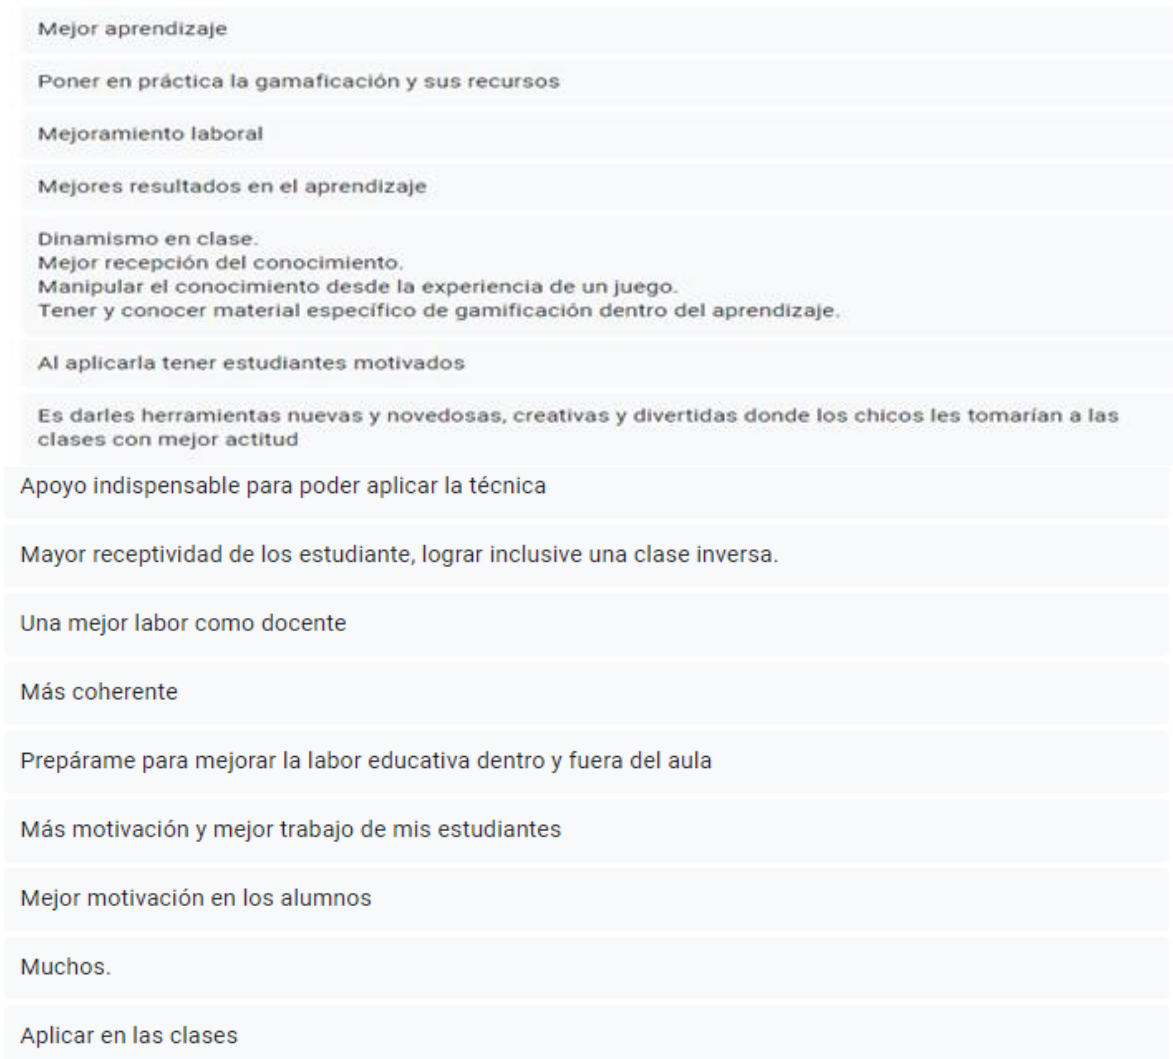 Mejor aprendizaje
Poner en práctica la gamaficación y sus recursos
Mejoramiento laboral
Mejores resultados en el aprendizaje
Dinamismo en clase.
Mejor recepción del conocimiento.
Manipular el conocimiento desde la experiencia de un juego.
Tener y conocer material específico de gamificación dentro del aprendizaje.
Al aplicarla tener estudiantes motivados
Es darles herramientas nuevas y novedosas, creativas y divertidas donde los chicos les tomarían a las
clases con mejor actitud
Apoyo indispensable para poder aplicar la técnica
Mayor receptividad de los estudiante, lograr inclusive una clase inversa.
Una mejor labor como docente
Más coherente
Prepárame para mejorar la labor educativa dentro y fuera del aula
Más motivación y mejor trabajo de mis estudiantes
Mejor motivación en los alumnos
Muchos.
Aplicar en las clases